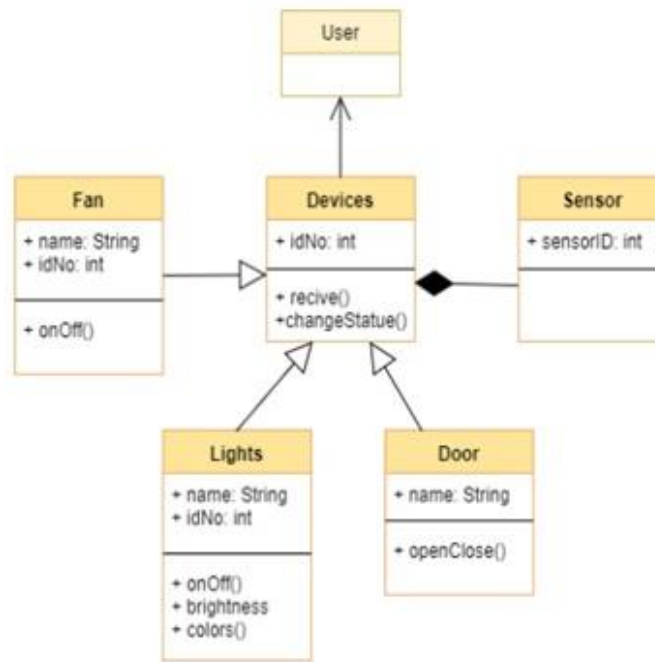 User
Fan
+ name: String
+ idNo: int
+ onOff()
Devices
+ idNo: int
+ recive()
+changeStatue()
Sensor
+ sensorID: int
Lights
+ name: String
+ idNo: int
+ onOff()
+ brightness
+ colors()
Door
+ name: String
+ openClose()